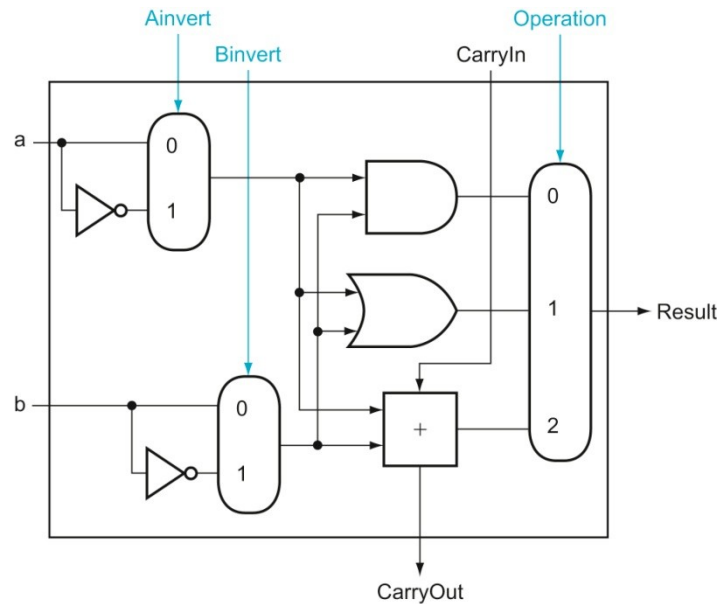 Ainvert
Operation
Binvert
CarryIn
a
0
1
0
1
Result
b
0
1
+
2
CarryOut